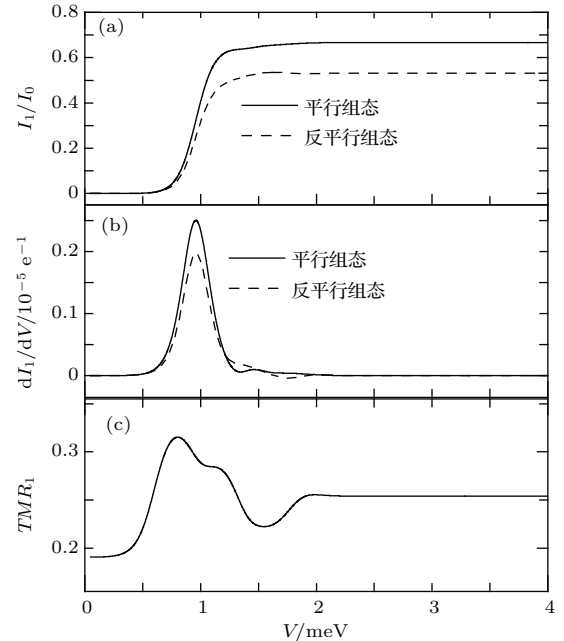 0.8
(a)
0.6
0.4
0.2
0
I₁/I₀
平行组态
反平行组态
(b)
0.2
0.1
0
dI₁/dV/10⁻⁵ e⁻¹
平行组态
反平行组态
(c)
0.3
0.2
TMR₁
0 1 2 3 4
V/meV